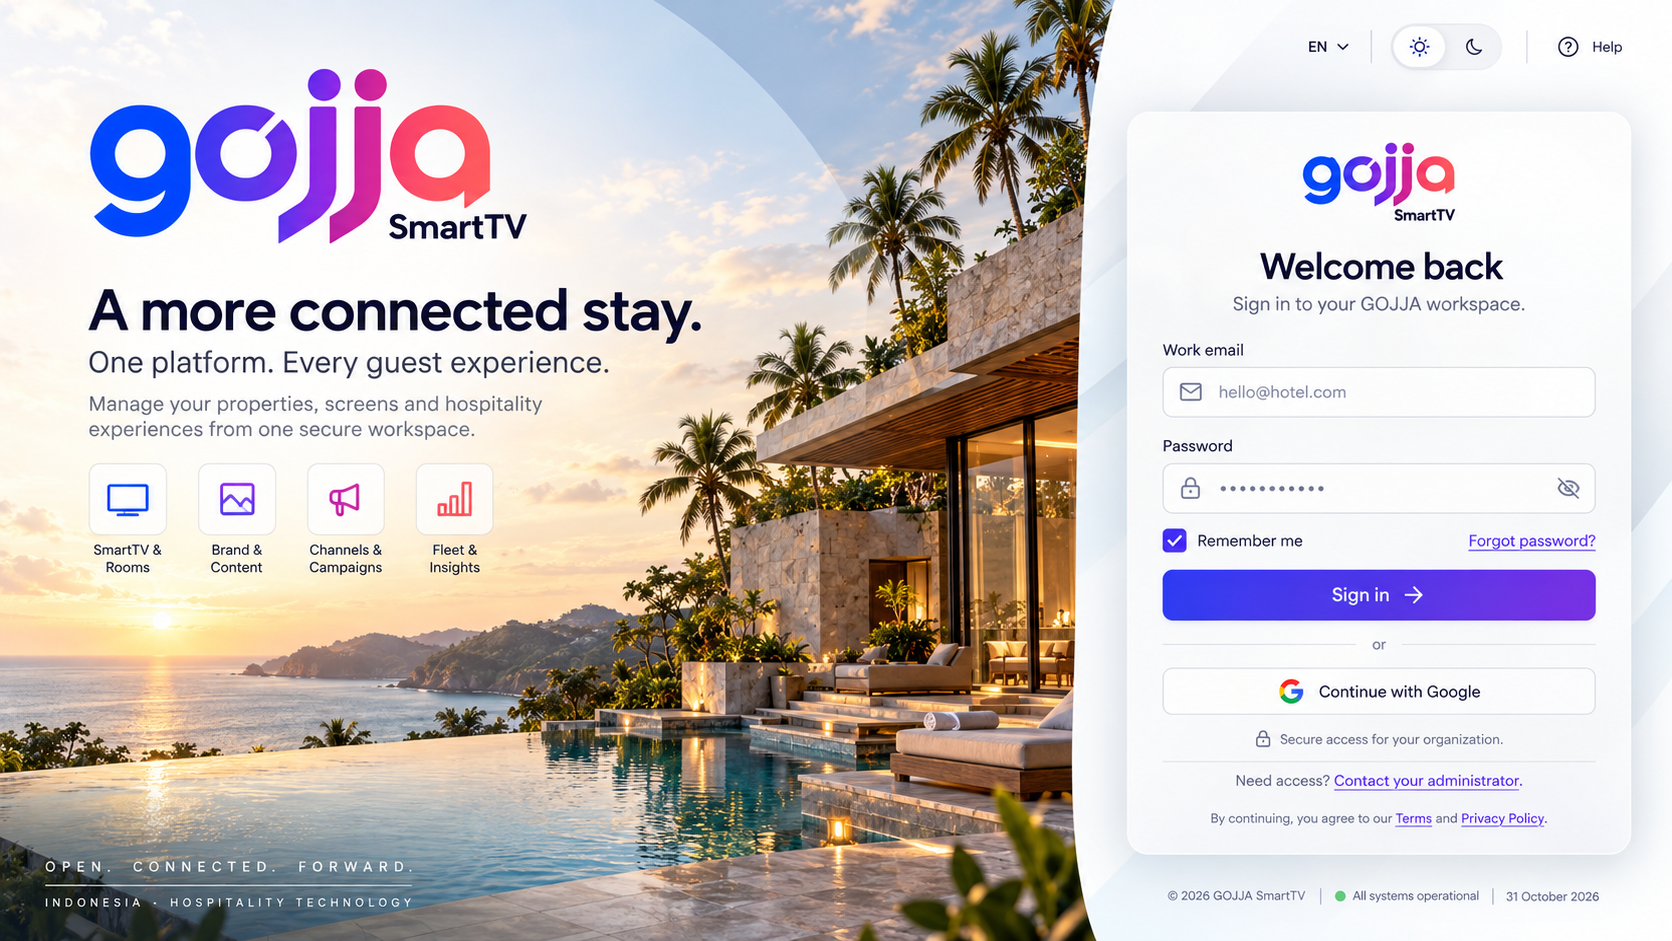 gojja
SmartTV
A more connected stay.
One platform. Every guest experience.
Manage your properties, screens and hospitality
experiences from one secure workspace.
SmartTV &
Rooms
Brand &
Content
Channels &
Campaigns
Fleet &
Insights
OPEN. CONNECTED. FORWARD.
INDONESIA - HOSPITALITY TECHNOLOGY
EN
Help
gojja
SmartTV
Welcome back
Sign in to your GOJJA workspace.
Work email
hello@hotel.com
Password
Remember me
Forgot password?
Sign in
or
Continue with Google
Secure access for your organization.
Need access? Contact your administrator.
By continuing, you agree to our Terms and Privacy Policy.
© 2026 GOJJA SmartTV
All systems operational
31 October 2026